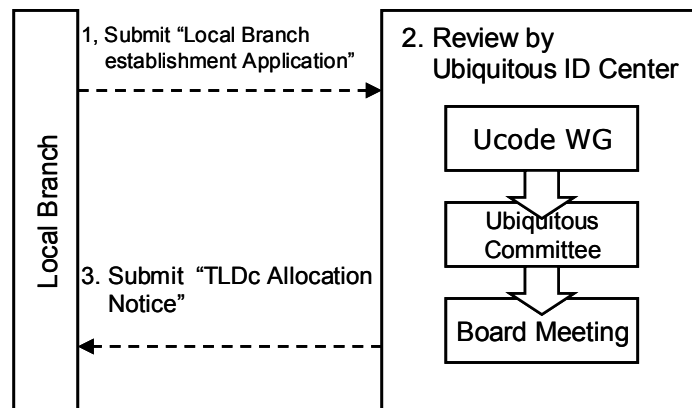 1, Submit “Local Branch
establishment Application”
2. Review by
Ubiquitous ID Center
Ucode WG
Ubiquitous
Committee
Board Meeting
Local Branch
3. Submit “TLDc Allocation
Notice”